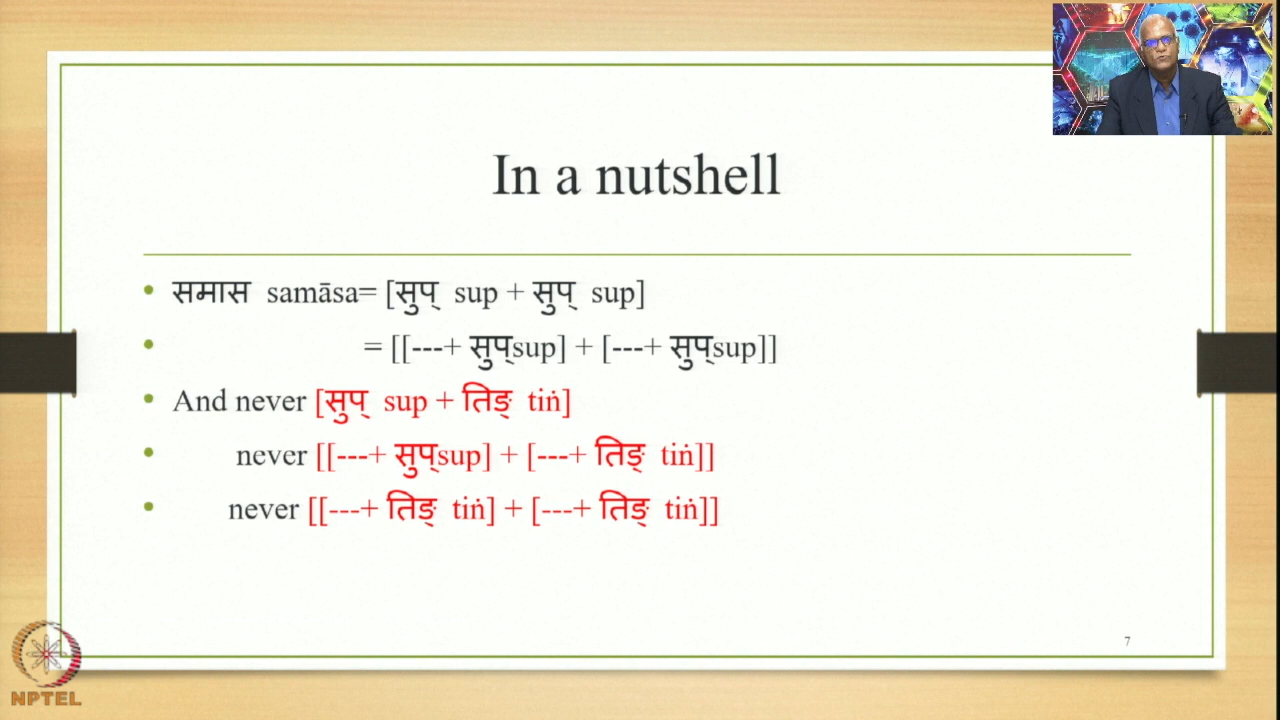 In a nutshell
• समास samāsa= [सुप् sup + सुप् sup]
• = [[---+ सुप्sup] + [---+ सुप्sup]]
• And never [सुप् sup + तिङ् tiṅ]
• never [[---+ सुप्sup] + [---+ तिङ् tiṅ]]
• never [[---+ तिङ् tiṅ] + [---+ तिङ् tiṅ]]
7
NPTEL